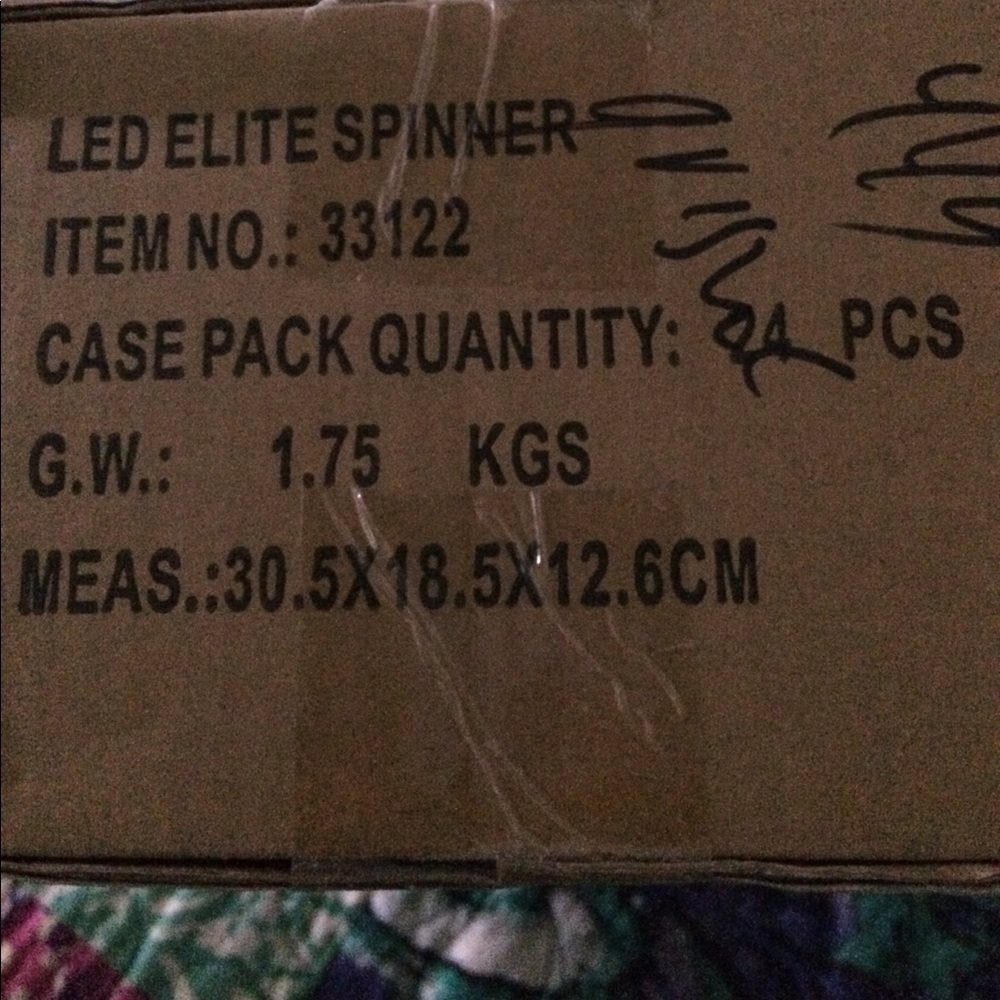 LED ELITE SPINNER
ITEM NO.: 33122
CASE PACK QUANTITY: 24 PCS
G.W.: 1.75 KGS
MEAS.:30.5X18.5X12.6CM